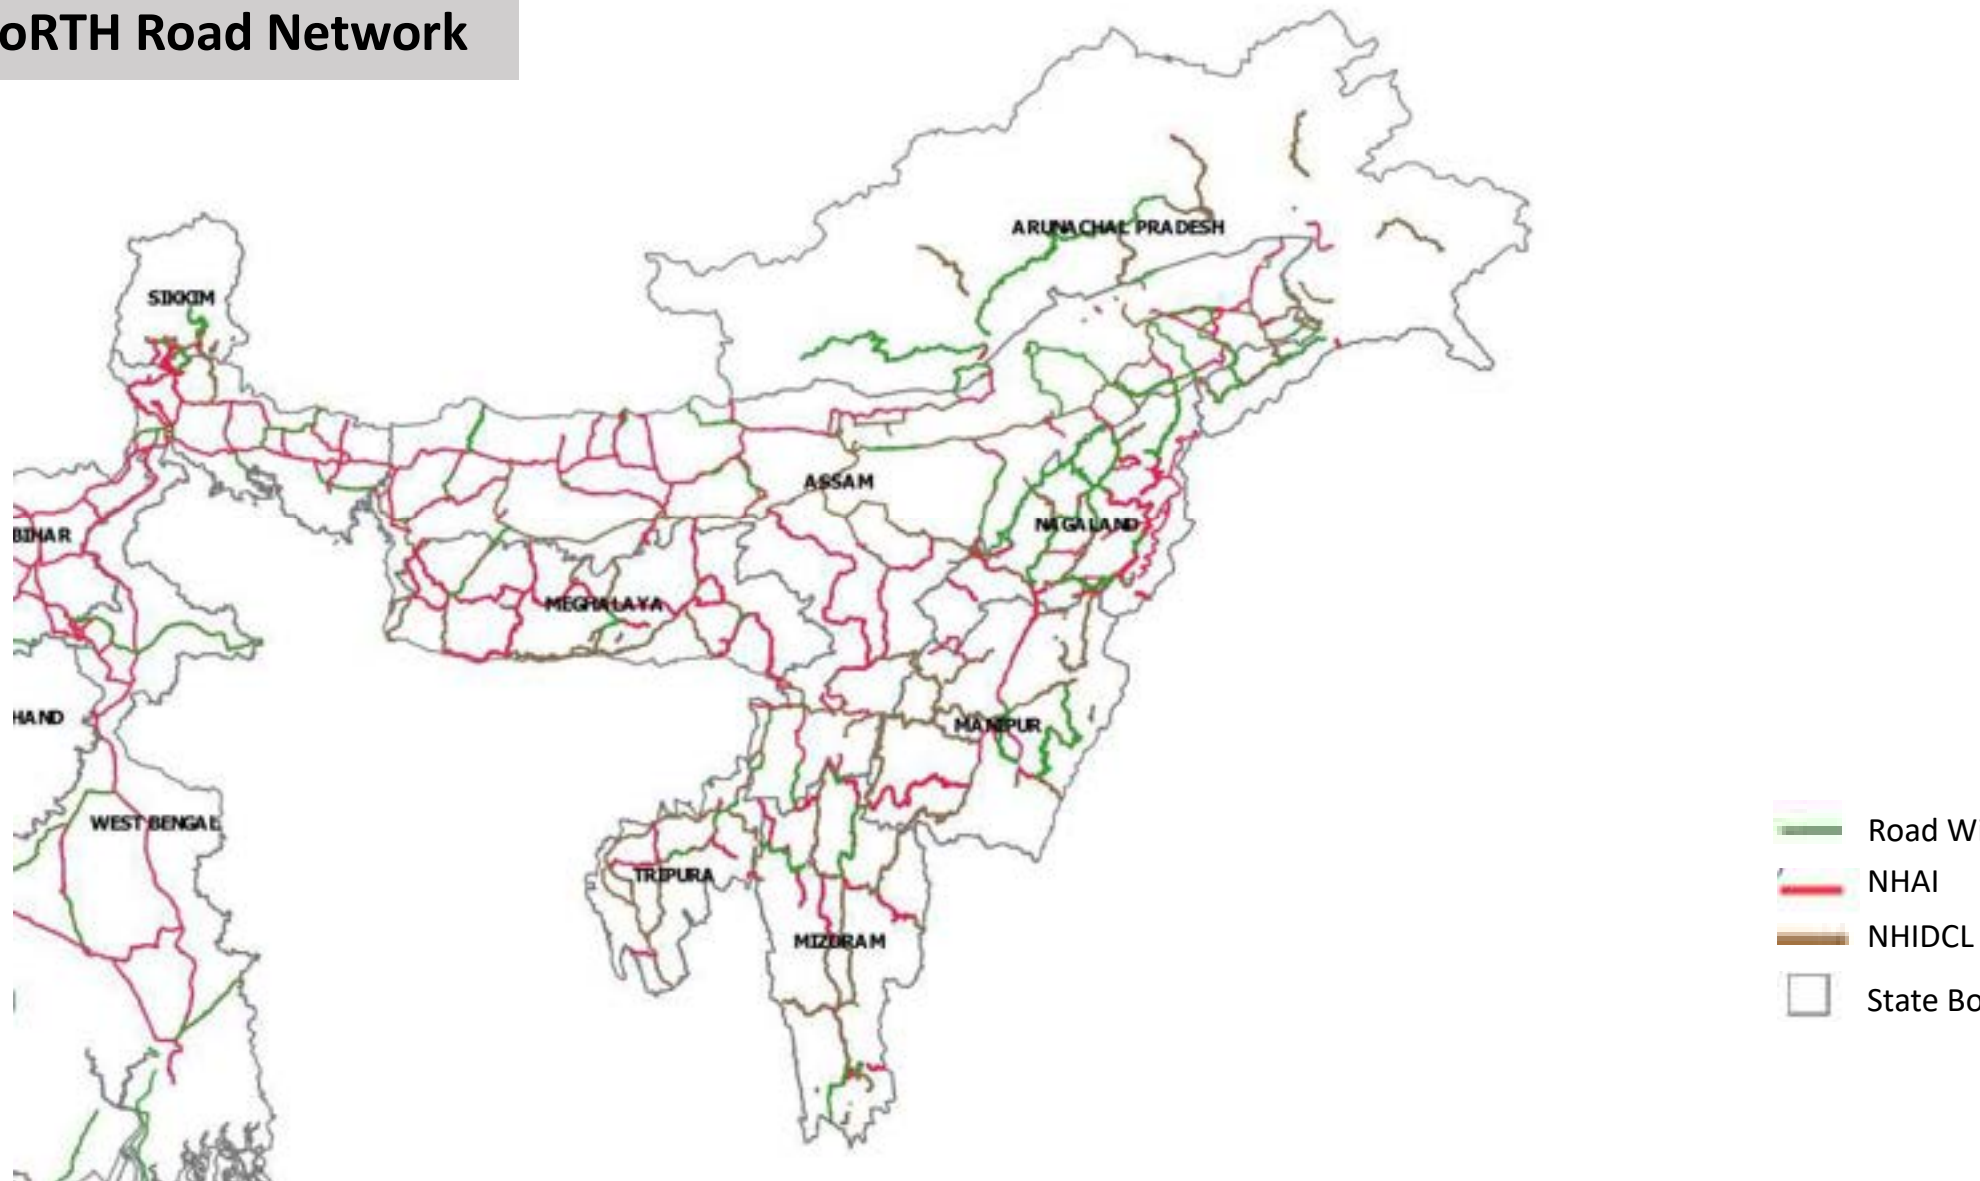 oRTH Road Network
ARUNACHAL PRADESH
SIKKIM
ASSAM
BIHAR
NAGALAND
MEGHALAYA
HAND
MANIPUR
WEST BENGAL
TRIPURA
MIZORAM
Road Wi
NHAI
NHIDCL
State Bo